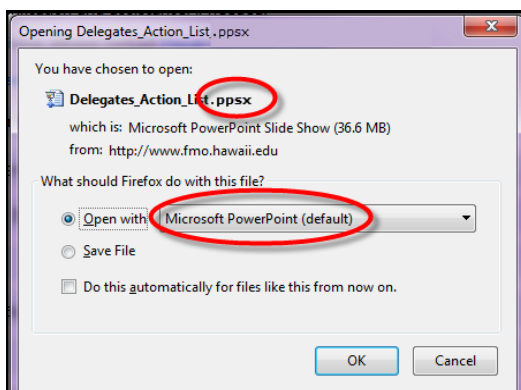 Opening Delegates_Action_List.ppsx
You have chosen to open:
Delegates_Action_List.ppsx
which is: Microsoft PowerPoint Slide Show (36.6 MB)
from: http://www.fmo.hawaii.edu
What should Firefox do with this file?
Open with Microsoft PowerPoint (default)
Save File
Do this automatically for files like this from now on.
OK Cancel